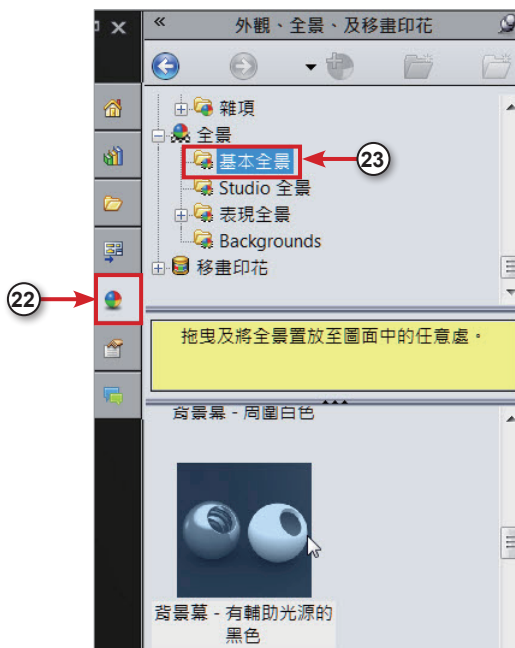 外觀、全景、及移畫印花
雜項
全景
基本全景
23
Studio 全景
表現全景
Backgrounds
移畫印花
22
拖曳及將全景置放至圖面中的任意處。
背景幕 - 周圍白色
背景幕 - 有輔助光源的
黑色